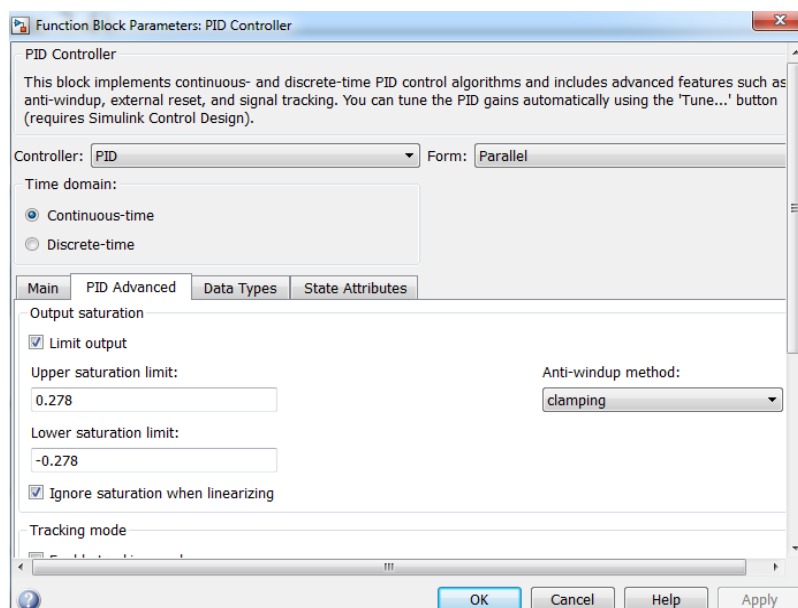 Function Block Parameters: PID Controller
PID Controller
This block implements continuous- and discrete-time PID control algorithms and includes advanced features such as
anti-windup, external reset, and signal tracking. You can tune the PID gains automatically using the 'Tune...' button
(requires Simulink Control Design).
Controller: PID Form: Parallel
Time domain:
Continuous-time
Discrete-time
Main PID Advanced Data Types State Attributes
Output saturation
Limit output
Upper saturation limit: Anti-windup method:
0.278 clamping
Lower saturation limit:
-0.278
Ignore saturation when linearizing
Tracking mode
OK Cancel Help Apply